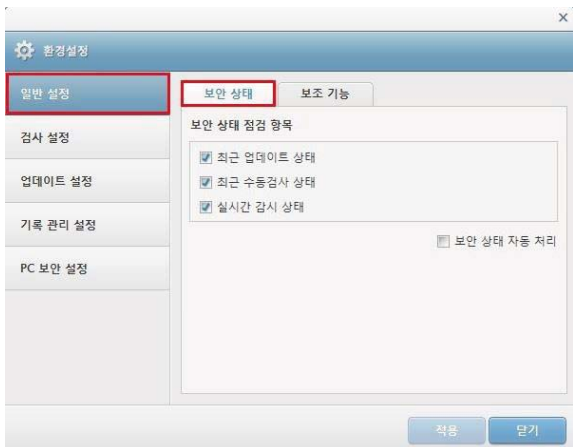 환경설정
일반 설정
검사 설정
업데이트 설정
기록 관리 설정
PC 보안 설정
보안 상태
보조 기능
보안 상태 점검 항목
최근 업데이트 상태
최근 수동검사 상태
실시간 감시 상태
보안 상태 자동 처리
적용
닫기